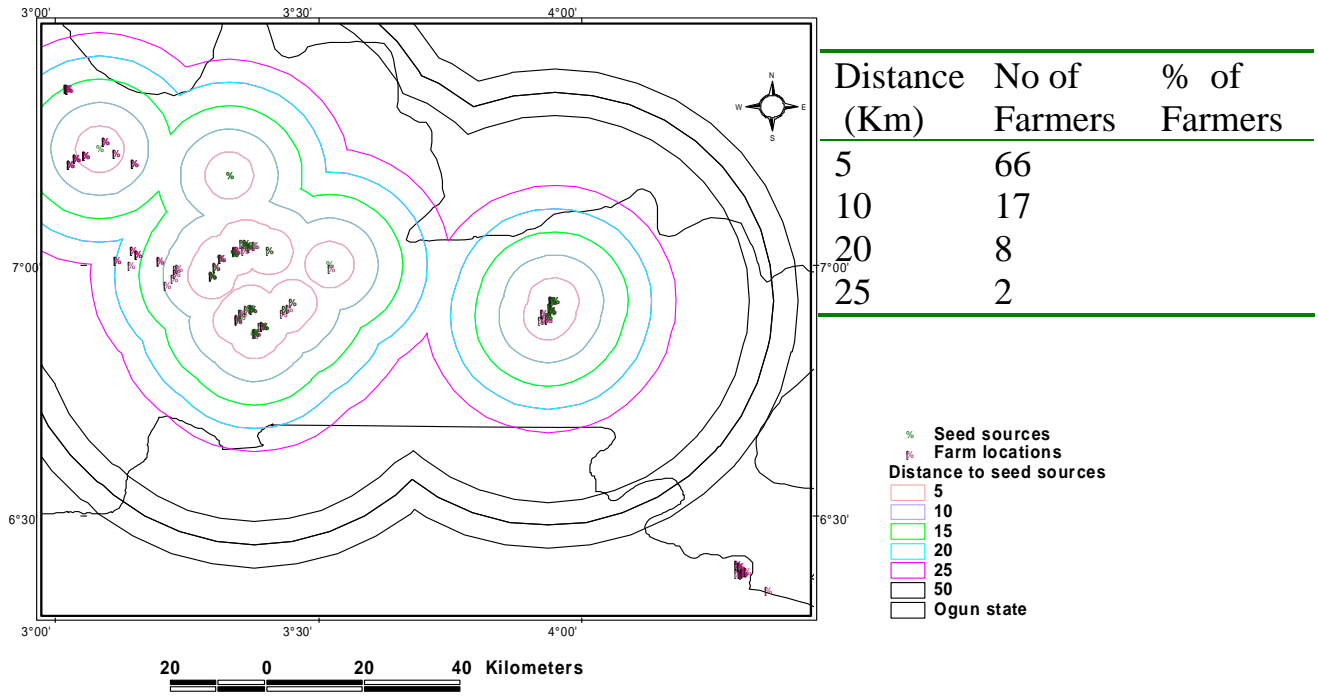 3°00' 3°30' 4°00'
N
W E
S
7°00' 7°00'
6°30' 6°30'
3°00' 3°30' 4°00'
20 0 20 40 Kilometers
Distance (Km) No of Farmers % of Farmers
5 66
10 17
20 8
25 2
% Seed sources
% Farm locations
Distance to seed sources
5
10
15
20
25
50
Ogun state